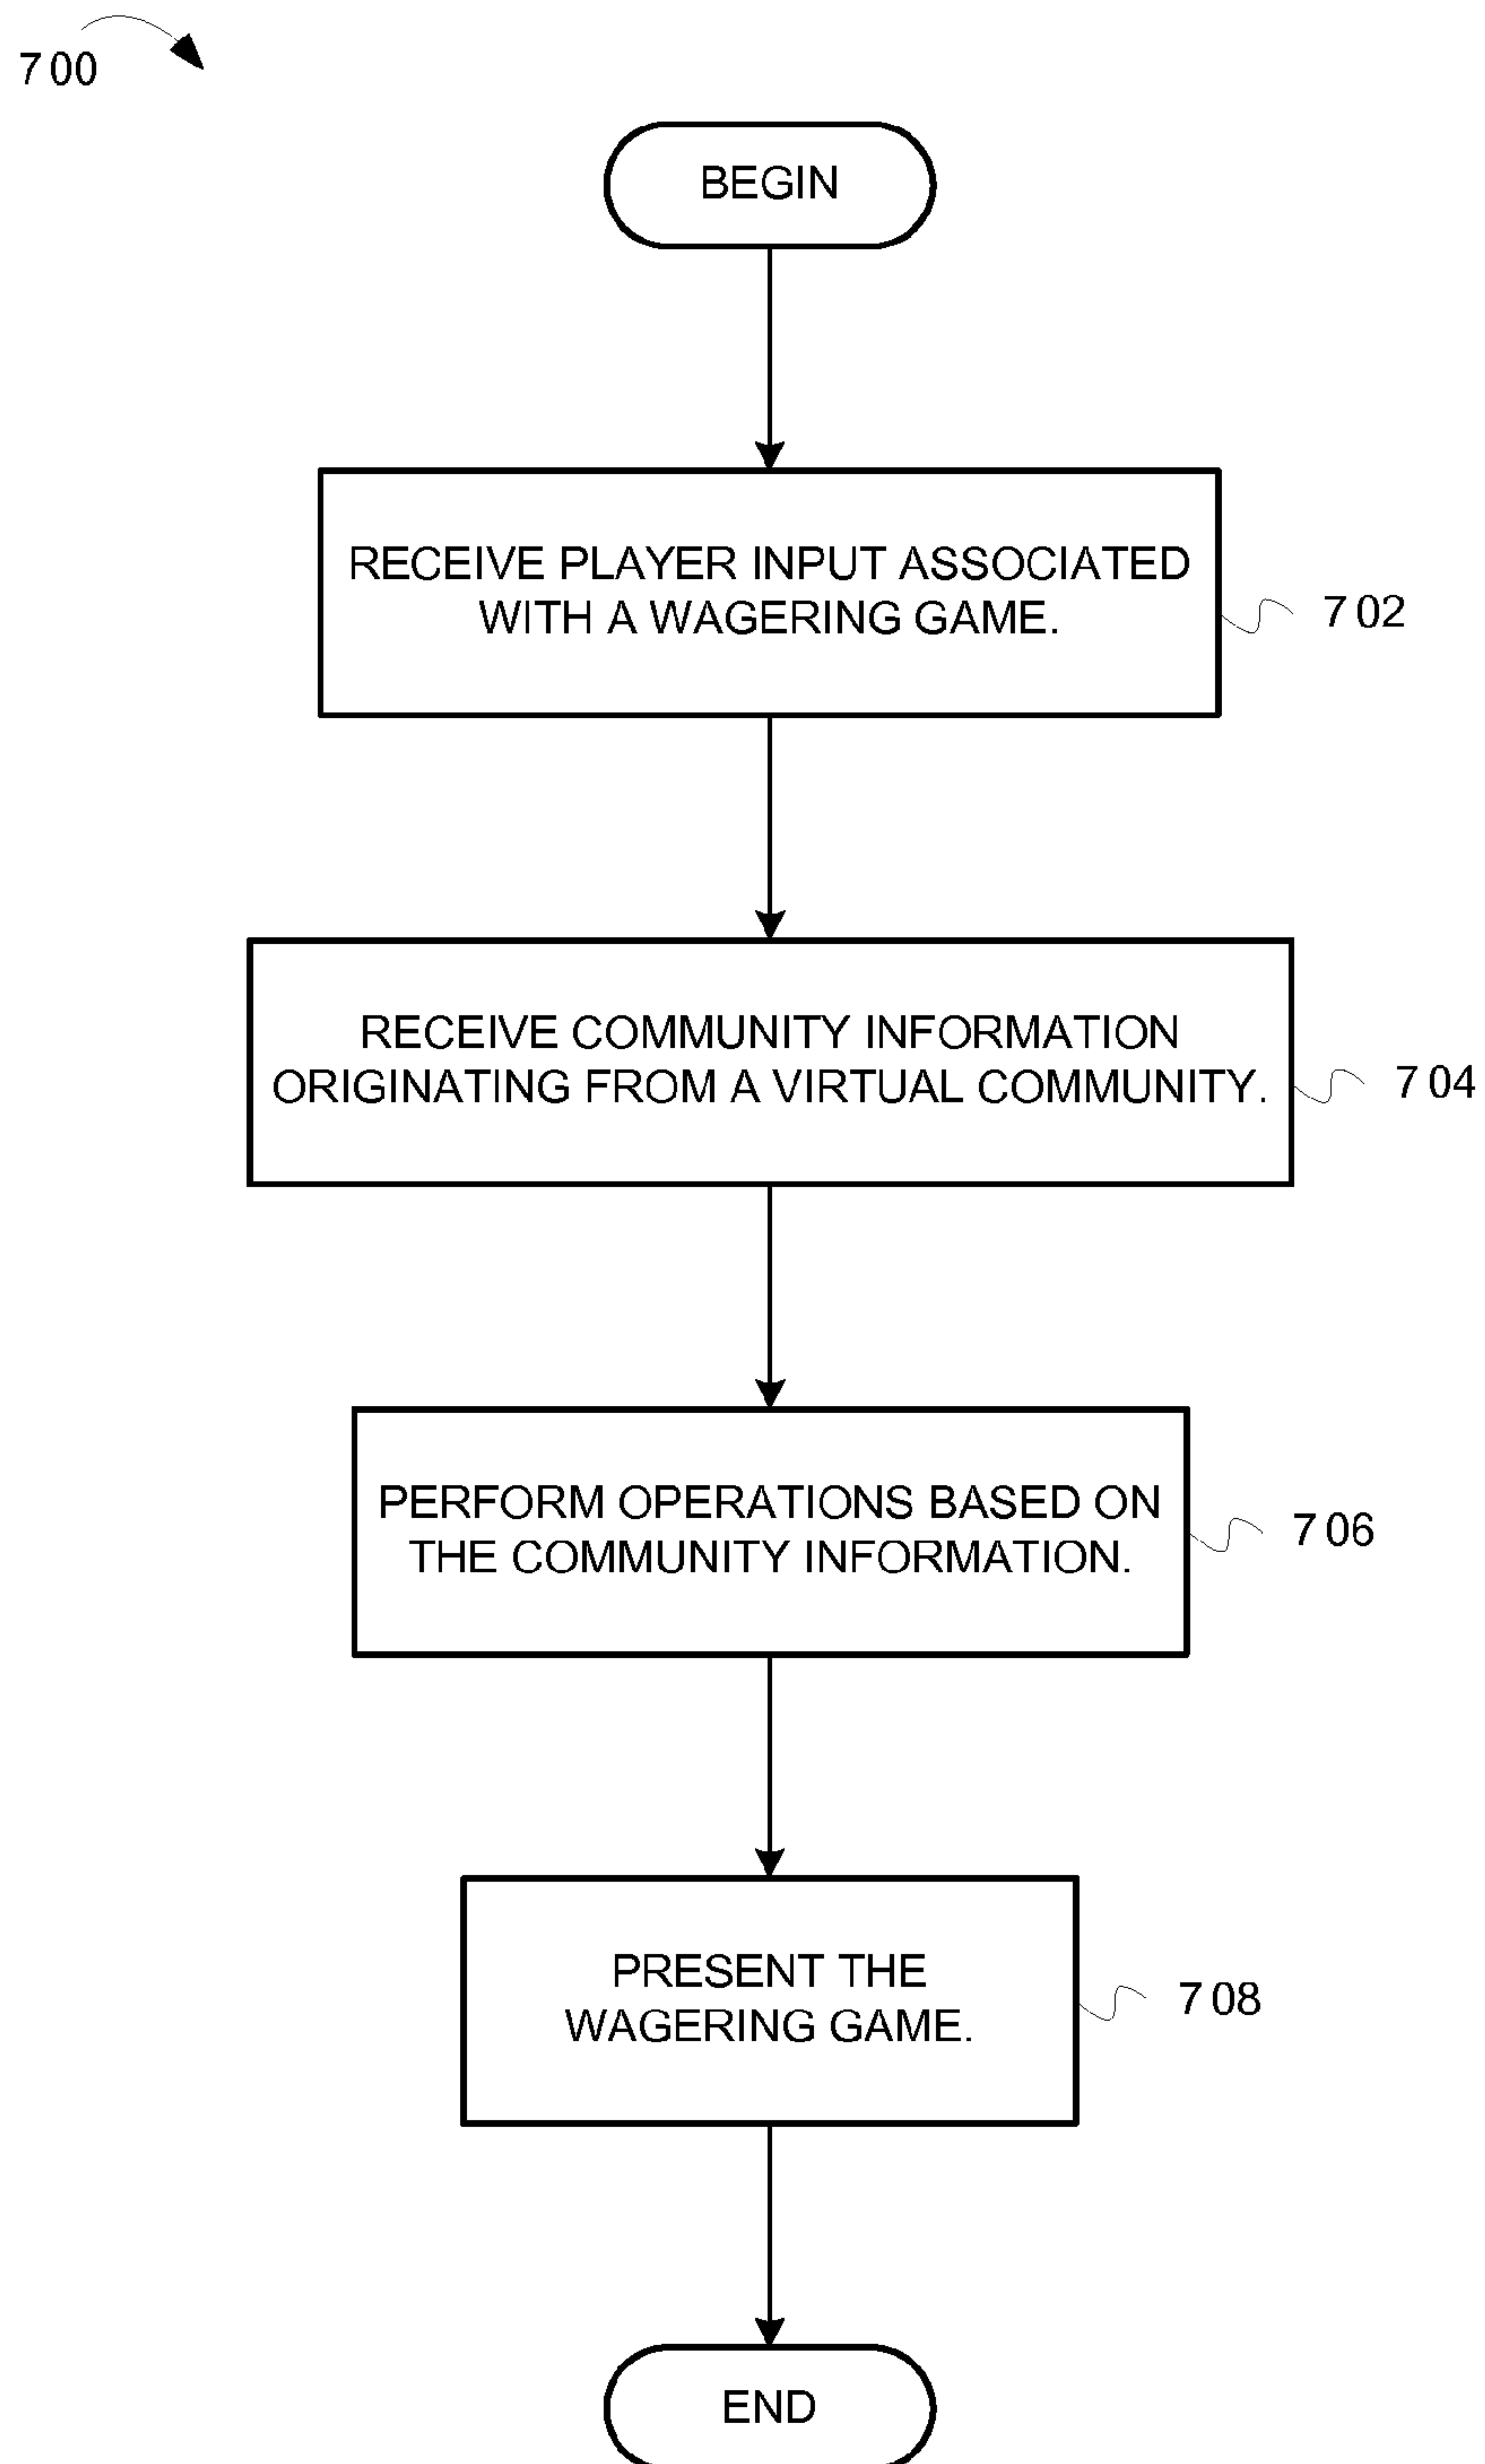 700
BEGIN
RECEIVE PLAYER INPUT ASSOCIATED
WITH A WAGERING GAME.
702
RECEIVE COMMUNITY INFORMATION
ORIGINATING FROM A VIRTUAL COMMUNITY.
704
PERFORM OPERATIONS BASED ON
THE COMMUNITY INFORMATION.
706
PRESENT THE
WAGERING GAME.
708
END